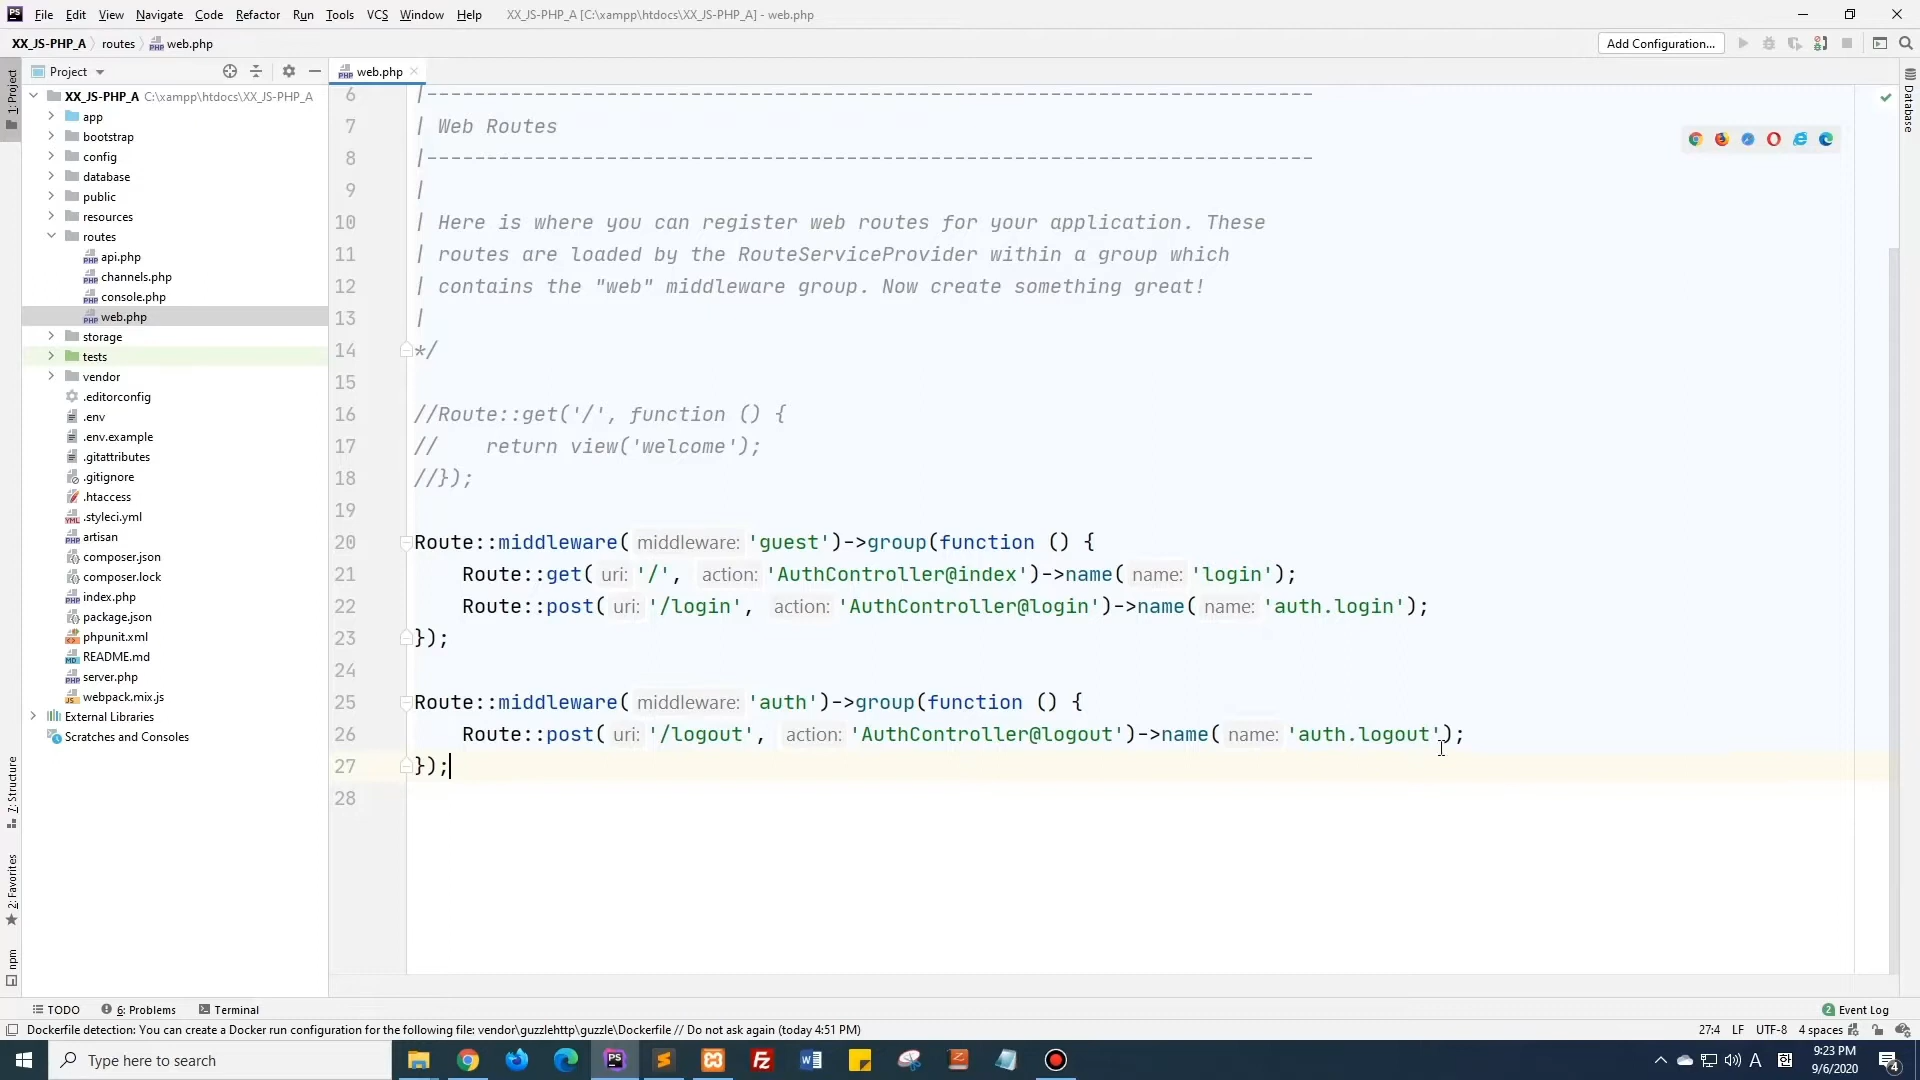 File Edit View Navigate Code Refactor Run Tools VCS Window Help XX_JS-PHP_A [C:\xampp\htdocs\XX_JS-PHP_A] - web.php
XX_JS-PHP_A routes web.php Add Configuration...
1: Project
Project
web.php
Database
XX_JS-PHP_A C:\xampp\htdocs\XX_JS-PHP_A
app
bootstrap
config
database
public
resources
routes
api.php
channels.php
console.php
web.php
storage
tests
vendor
.editorconfig
.env
.env.example
.gitattributes
.gitignore
.htaccess
.styleci.yml
artisan
composer.json
composer.lock
index.php
package.json
phpunit.xml
README.md
server.php
webpack.mix.js
External Libraries
Scratches and Consoles
7: Structure
2: Favorites
npm
6 |--------------------------------------------------------------------------
7 | Web Routes
8 |--------------------------------------------------------------------------
9 |
10 | Here is where you can register web routes for your application. These
11 | routes are loaded by the RouteServiceProvider within a group which
12 | contains the "web" middleware group. Now create something great!
13 |
14 */
15
16 //Route::get('/', function () {
17 //    return view('welcome');
18 //});
19
20 Route::middleware( middleware: 'guest')->group(function () {
21     Route::get( uri: '/', action: 'AuthController@index')->name( name: 'login');
22     Route::post( uri: '/login', action: 'AuthController@login')->name( name: 'auth.login');
23 });
24
25 Route::middleware( middleware: 'auth')->group(function () {
26     Route::post( uri: '/logout', action: 'AuthController@logout')->name( name: 'auth.logout');
27 });
28
TODO 6: Problems Terminal 2 Event Log
Dockerfile detection: You can create a Docker run configuration for the following file: vendor\guzzlehttp\guzzle\Dockerfile // Do not ask again (today 4:51 PM) 27:4 LF UTF-8 4 spaces
Type here to search
A 한
9:23 PM
9/6/2020
4